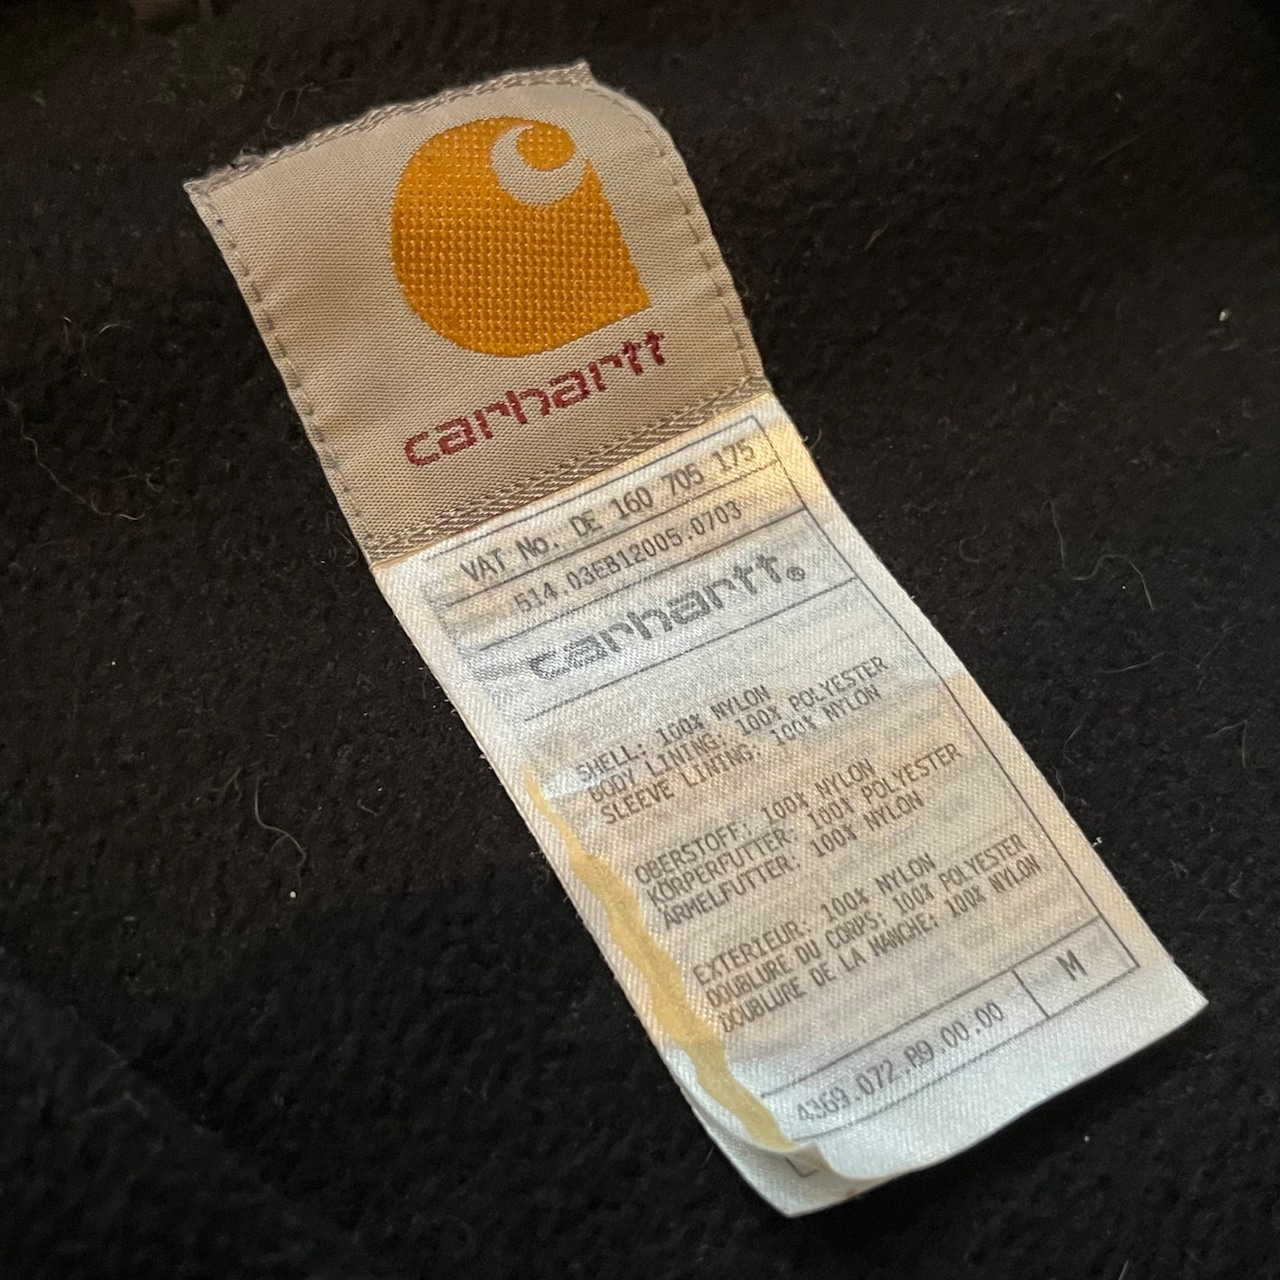 carhartt
VAT No. DE 160 705 175
514.03EB12005.0703
carhartt®
SHELL: 100% NYLON
BODY LINING: 100% POLYESTER
SLEEVE LINING: 100% NYLON
OBERSTOFF: 100% NYLON
KÖRPERFUTTER: 100% POLYESTER
ÄRMELFUTTER: 100% NYLON
EXTERIEUR: 100% NYLON
DOUBLURE DU CORPS: 100% POLYESTER
DOUBLURE DE LA MANCHE: 100% NYLON
4369.072.89.00.00 M